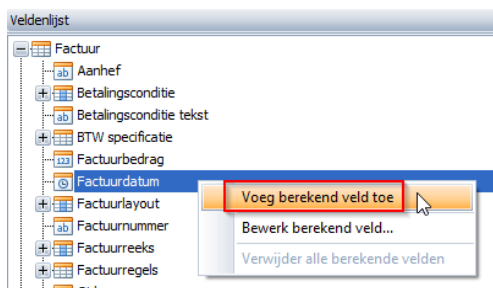 Veldenlijst
Factuur
Aanhef
Betalingsconditie
Betalingsconditie tekst
BTW specificatie
Factuurbedrag
Factuurdatum
Voeg berekend veld toe
Factuurlayout
Factuurnummer
Bewerk berekend veld...
Factuurreeks
Verwijder alle berekende velden
Factuurregels